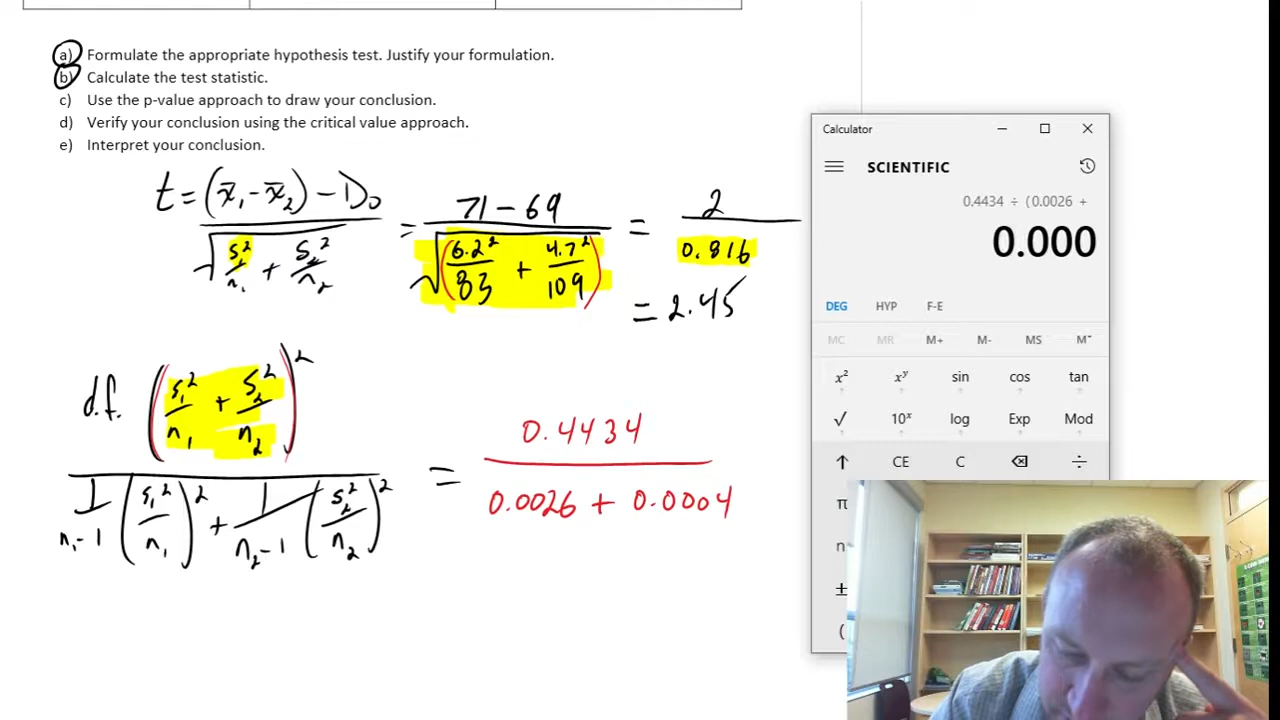 a) Formulate the appropriate hypothesis test. Justify your formulation.
b) Calculate the test statistic.
c) Use the p-value approach to draw your conclusion.
d) Verify your conclusion using the critical value approach.
e) Interpret your conclusion.
t = (x̄₁ - x̄₂) - D₀ / √(s₁²/n₁ + s₂²/n₂) = 71 - 69 / √(6.2²/83 + 4.7²/109) = 2 / 0.816
= 2.45
d.f. (s₁²/n₁ + s₂²/n₂)² / 1/n₁-1 (s₁²/n₁)² + 1/n₂-1 (s₂²/n₂)² = 0.4434 / 0.0026 + 0.0004
Calculator
SCIENTIFIC
0.4434 ÷ (0.0026 +
0.000
DEG HYP F-E
MC MR M+ M- MS M˅
x² xʸ sin cos tan
√ 10ˣ log Exp Mod
↑ CE C ⌫ ÷
π
n
±
(